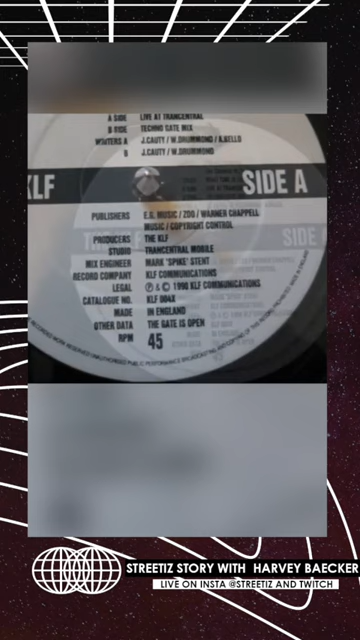 A SIDE LIVE AT TRANCENTRAL
B SIDE TECHNO GATE MIX
WRITERS A J.CAUTY / W.DRUMMOND / R.BELLO
B J.CAUTY / W.DRUMMOND
KLF SIDE A
PUBLISHERS E.G. MUSIC / ZOO / WARNER CHAPPELL
MUSIC / COPYRIGHT CONTROL
PRODUCERS THE KLF
STUDIO TRANCENTRAL MOBILE
MIX ENGINEER MARK 'SPIKE' STENT
RECORD COMPANY KLF COMMUNICATIONS
LEGAL ℗ & © 1990 KLF COMMUNICATIONS
CATALOGUE NO. KLF 004X
MADE IN ENGLAND
OTHER DATA THE GATE IS OPEN
RPM 45
STREETIZ STORY WITH HARVEY BAECKER
LIVE ON INSTA @STREETIZ AND TWITCH